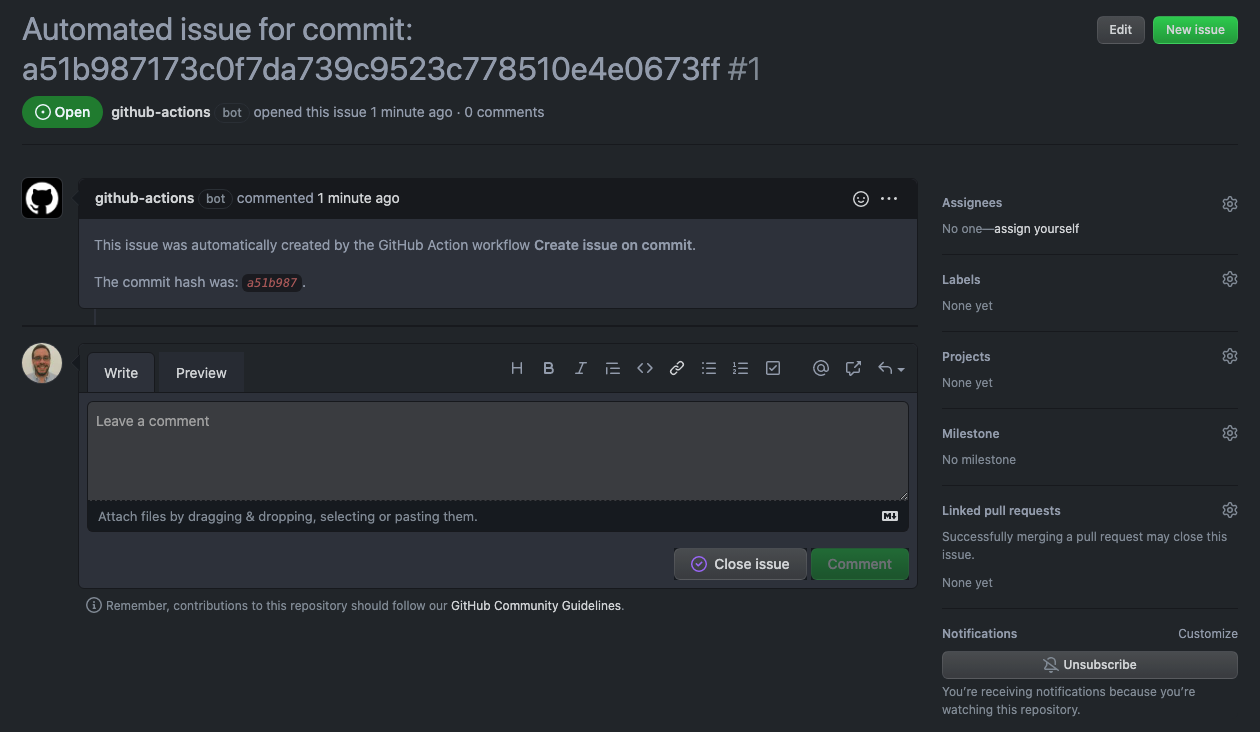 Automated issue for commit:
a51b987173c0f7da739c9523c778510e4e0673ff #1
Edit
New issue
Open
github-actions bot opened this issue 1 minute ago · 0 comments
github-actions bot commented 1 minute ago
This issue was automatically created by the GitHub Action workflow Create issue on commit.
The commit hash was: a51b987.
Write
Preview
H B I
Leave a comment
Attach files by dragging & dropping, selecting or pasting them.
Close issue
Comment
Remember, contributions to this repository should follow our GitHub Community Guidelines.
Assignees
No one—assign yourself
Labels
None yet
Projects
None yet
Milestone
No milestone
Linked pull requests
Successfully merging a pull request may close this
issue.
None yet
Notifications
Customize
Unsubscribe
You're receiving notifications because you're
watching this repository.